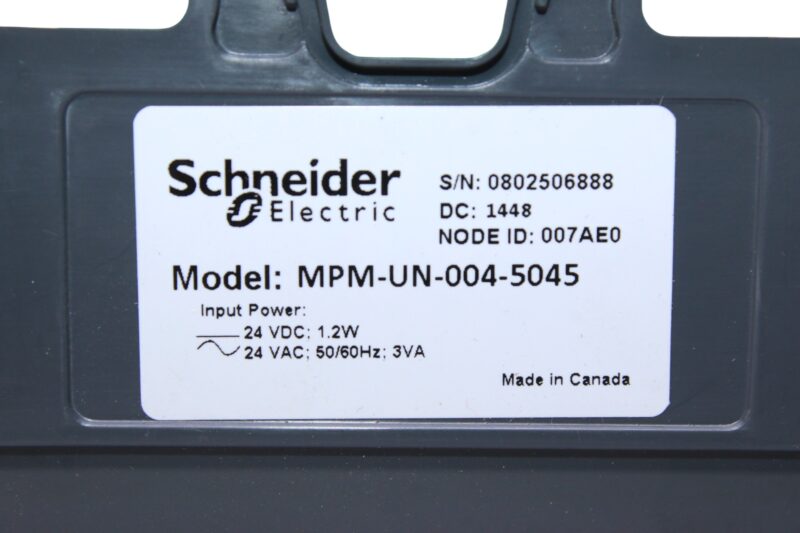 Schneider
Electric
S/N: 0802506888
DC: 1448
NODE ID: 007AE0
Model: MPM-UN-004-5045
Input Power:
24 VDC; 1.2W
24 VAC; 50/60Hz; 3VA
Made in Canada